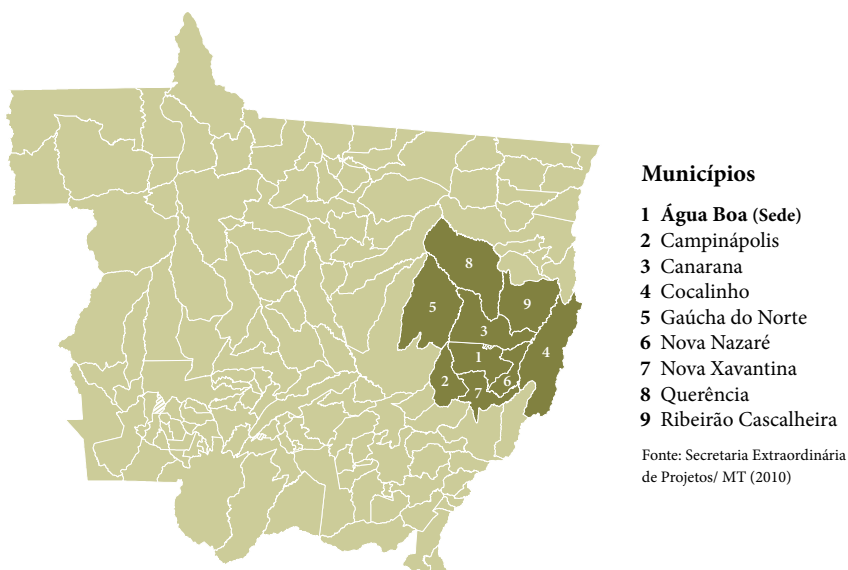 8
5
9
3
4
1
2
6
7
Municípios
1 Água Boa (Sede)
2 Campinápolis
3 Canarana
4 Cocalinho
5 Gaúcha do Norte
6 Nova Nazaré
7 Nova Xavantina
8 Querência
9 Ribeirão Cascalheira
Fonte: Secretaria Extraordinária
de Projetos/ MT (2010)